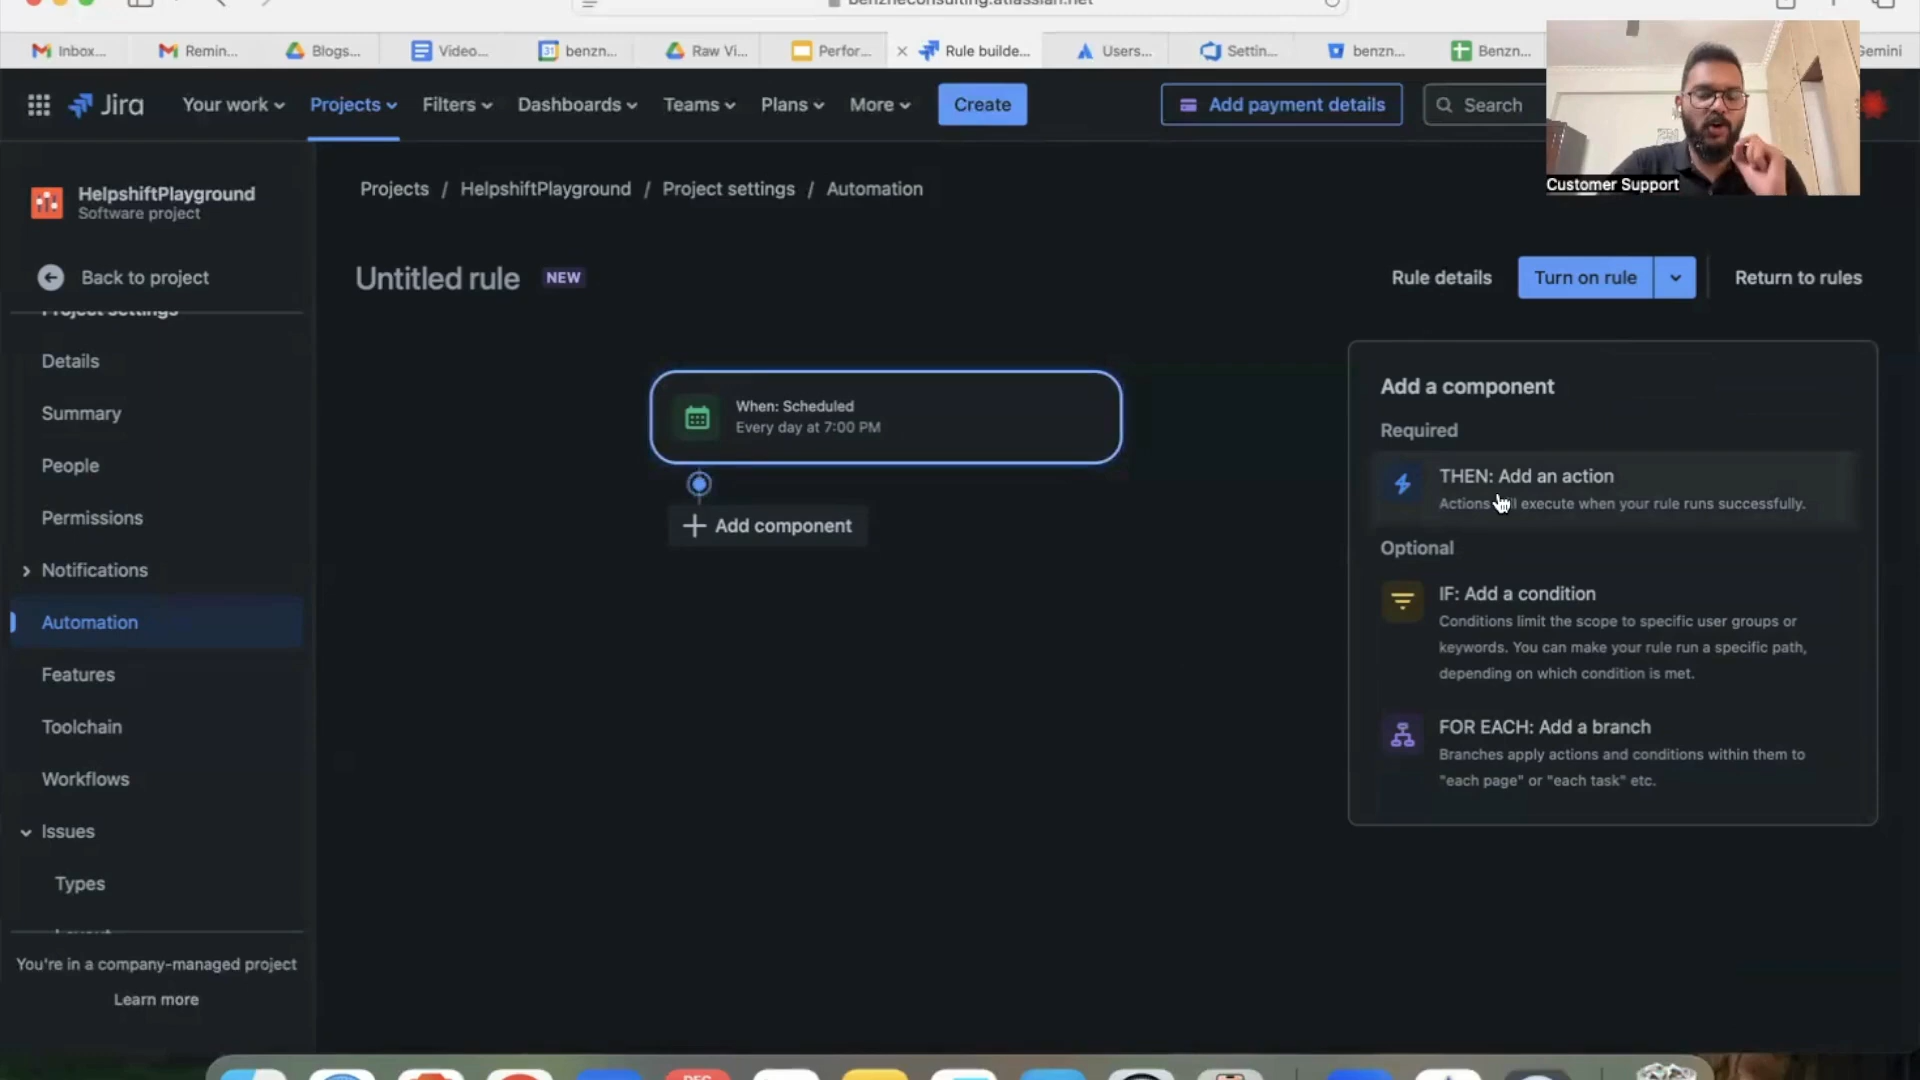 Inbox...
Remin...
Blogs...
Video...
31
benzn...
Raw Vi...
Perfor...
Rule builde...
Users...
Settin...
benzn...
Benzn...
Gemini
Jira
Your work
Projects
Filters
Dashboards
Teams
Plans
More
Create
Add payment details
Search
Customer Support
HelpshiftPlayground
Software project
Back to project
Project settings
Details
Summary
People
Permissions
Notifications
Automation
Features
Toolchain
Workflows
Issues
Types
You're in a company-managed project
Learn more
Projects / HelpshiftPlayground / Project settings / Automation
Untitled rule NEW
Rule details
Turn on rule
Return to rules
When: Scheduled
Every day at 7:00 PM
Add component
Add a component
Required
THEN: Add an action
Actions will execute when your rule runs successfully.
Optional
IF: Add a condition
Conditions limit the scope to specific user groups or
keywords. You can make your rule run a specific path,
depending on which condition is met.
FOR EACH: Add a branch
Branches apply actions and conditions within them to
"each page" or "each task" etc.
DEC